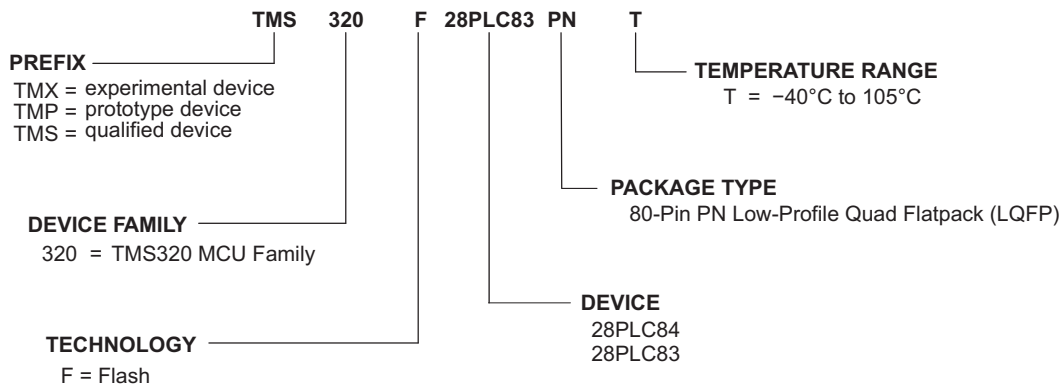 TMS 320 F 28PLC83 PN T
PREFIX
TMX = experimental device
TMP = prototype device
TMS = qualified device
TEMPERATURE RANGE
T = −40°C to 105°C
PACKAGE TYPE
80-Pin PN Low-Profile Quad Flatpack (LQFP)
DEVICE FAMILY
320 = TMS320 MCU Family
DEVICE
28PLC84
28PLC83
TECHNOLOGY
F = Flash